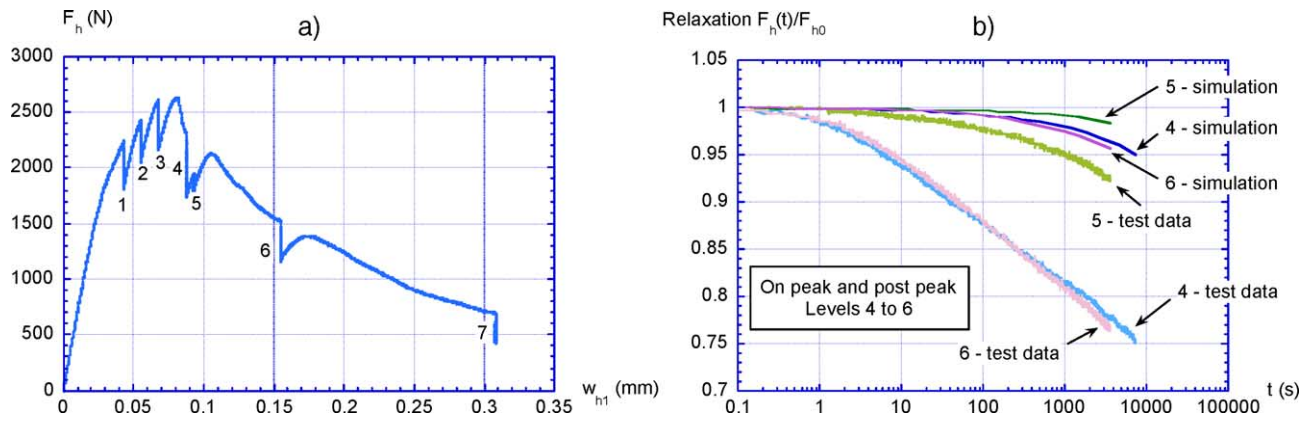 F_h (N)
a)
3000
2500
2000
1500
1000
500
0
1
2
3
4
5
6
7
0
0.05
0.1
0.15
0.2
0.25
0.3
0.35
w_h1 (mm)
Relaxation F_h(t)/F_h0
b)
1.05
1
0.95
0.9
0.85
0.8
0.75
0.7
5 - simulation
4 - simulation
6 - simulation
5 - test data
On peak and post peak
Levels 4 to 6
4 - test data
6 - test data
0.1
1
10
100
1000
10000
100000
t (s)